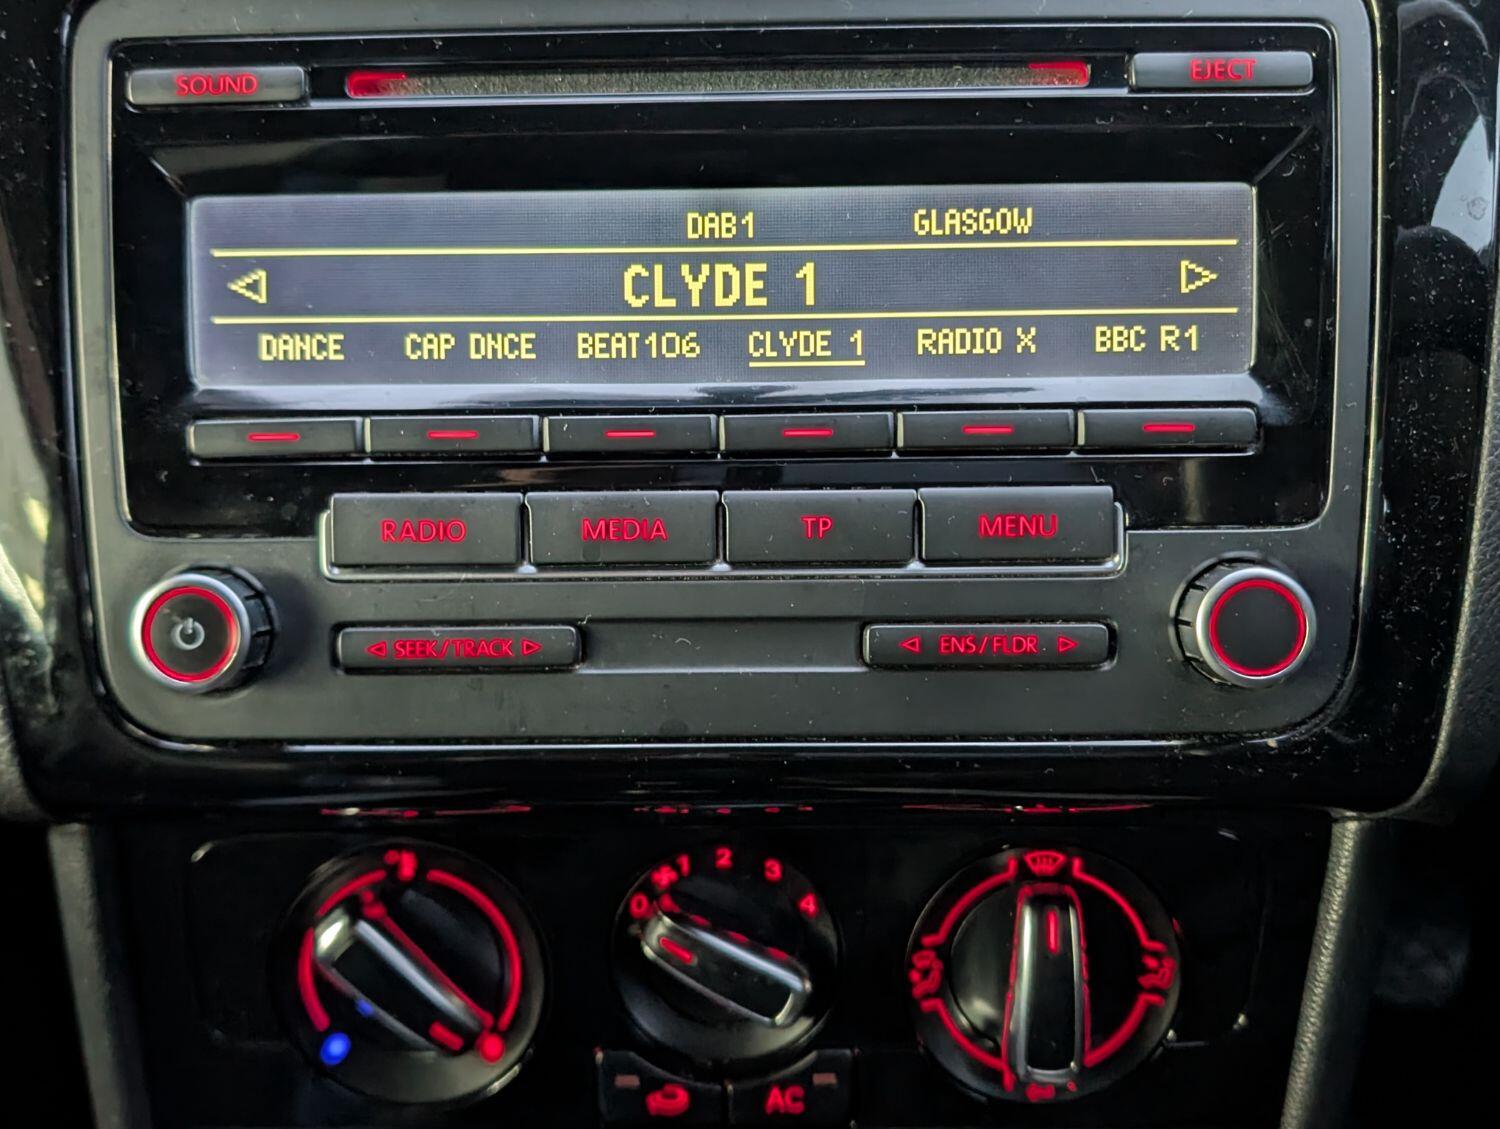 SOUND EJECT
DAB1 GLASGOW
CLYDE 1
DANCE CAP DNCE BEAT106 CLYDE 1 RADIO X BBC R1
RADIO MEDIA TP MENU
SEEK/TRACK ENS/FLDR
0 1 2 3 4
AC